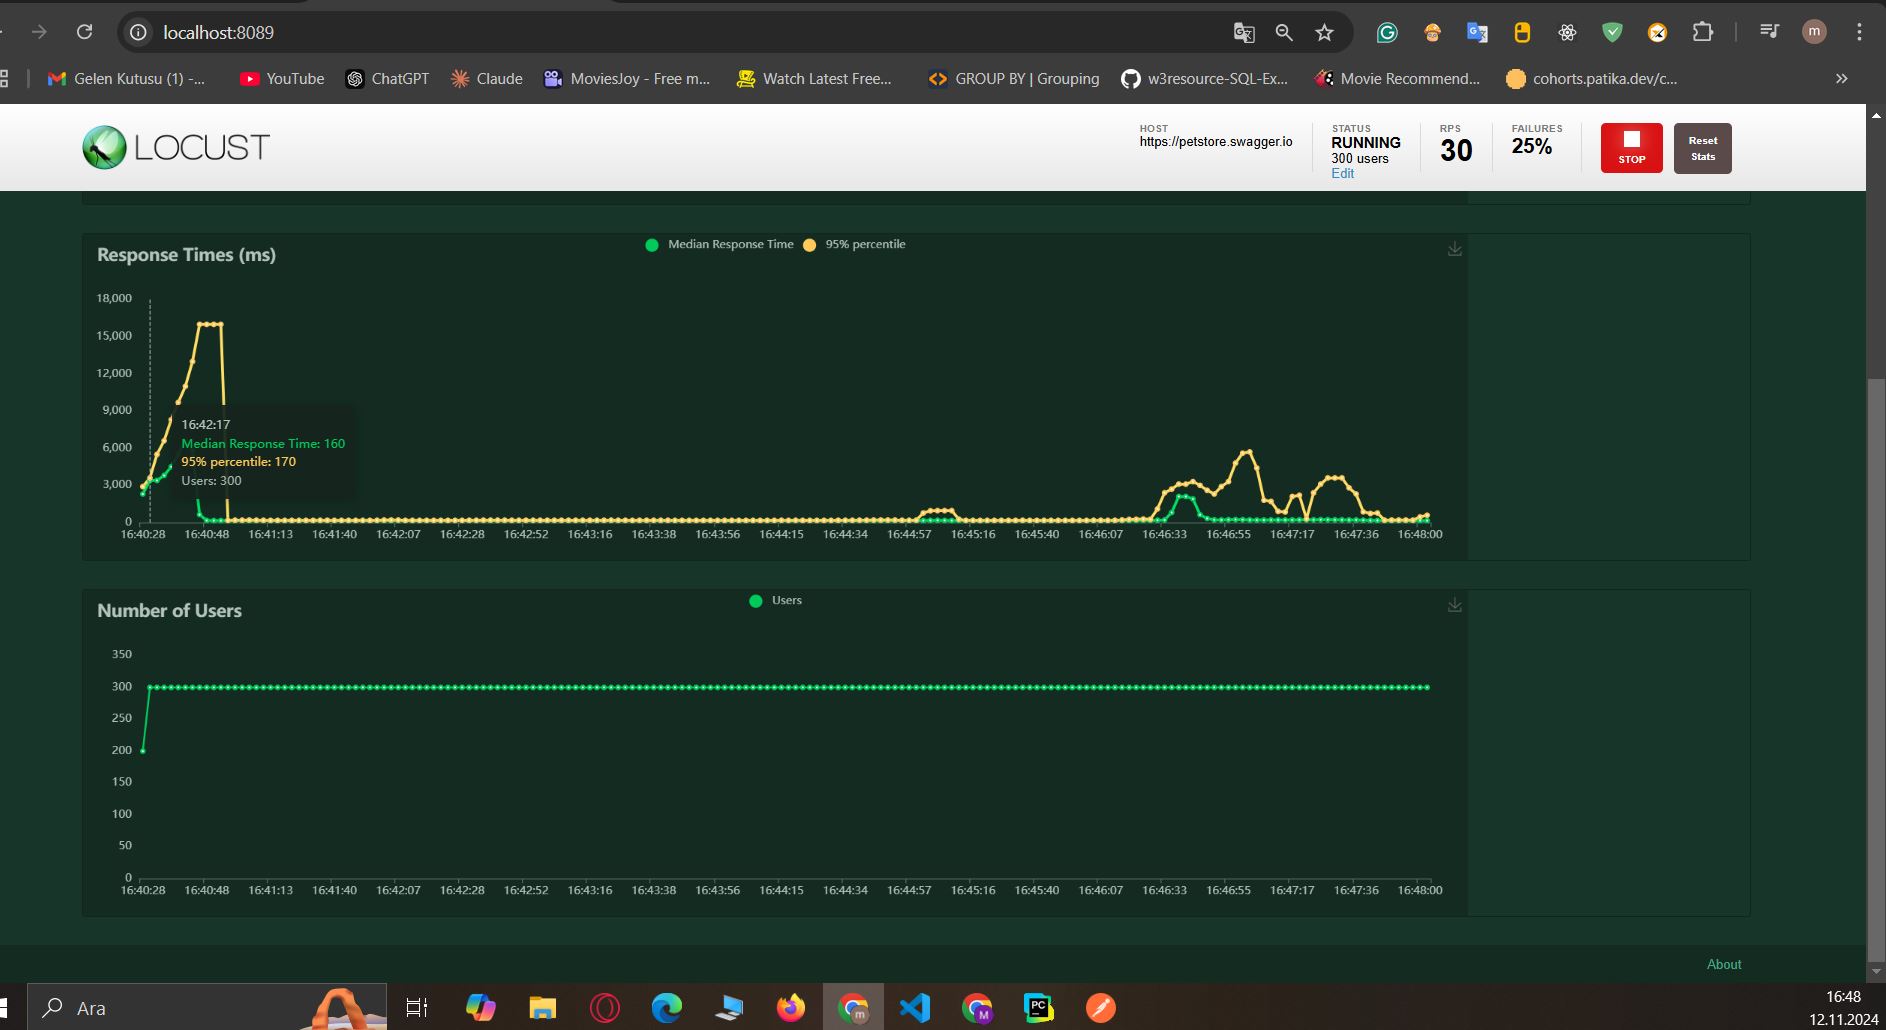 localhost:8089
Gelen Kutusu (1) -...
YouTube
ChatGPT
Claude
MoviesJoy - Free m...
Watch Latest Free...
GROUP BY | Grouping
w3resource-SQL-Ex...
Movie Recommend...
cohorts.patika.dev/c...
LOCUST
HOST
https://petstore.swagger.io
STATUS
RUNNING
300 users
Edit
RPS
30
FAILURES
25%
STOP
Reset
Stats
Response Times (ms)
Median Response Time
95% percentile
18,000
15,000
12,000
9,000
6,000
3,000
0
16:42:17
Median Response Time: 160
95% percentile: 170
Users: 300
16:40:28 16:40:48 16:41:13 16:41:40 16:42:07 16:42:28 16:42:52 16:43:16 16:43:38 16:43:56 16:44:15 16:44:34 16:44:57 16:45:16 16:45:40 16:46:07 16:46:33 16:46:55 16:47:17 16:47:36 16:48:00
Number of Users
Users
350
300
250
200
150
100
50
0
16:40:28 16:40:48 16:41:13 16:41:40 16:42:07 16:42:28 16:42:52 16:43:16 16:43:38 16:43:56 16:44:15 16:44:34 16:44:57 16:45:16 16:45:40 16:46:07 16:46:33 16:46:55 16:47:17 16:47:36 16:48:00
About
Ara
16:48
12.11.2024